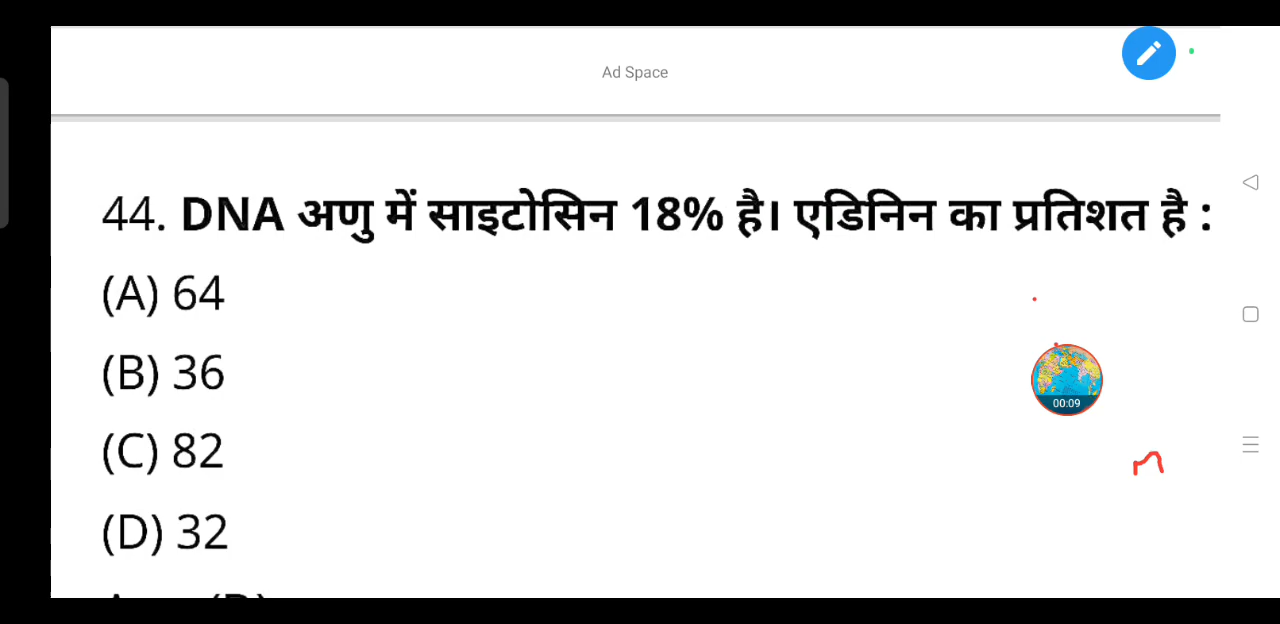 Ad Space
44. DNA अणु में साइटोसिन 18% है। एडिनिन का प्रतिशत है :
(A) 64
(B) 36
(C) 82
(D) 32
00:09